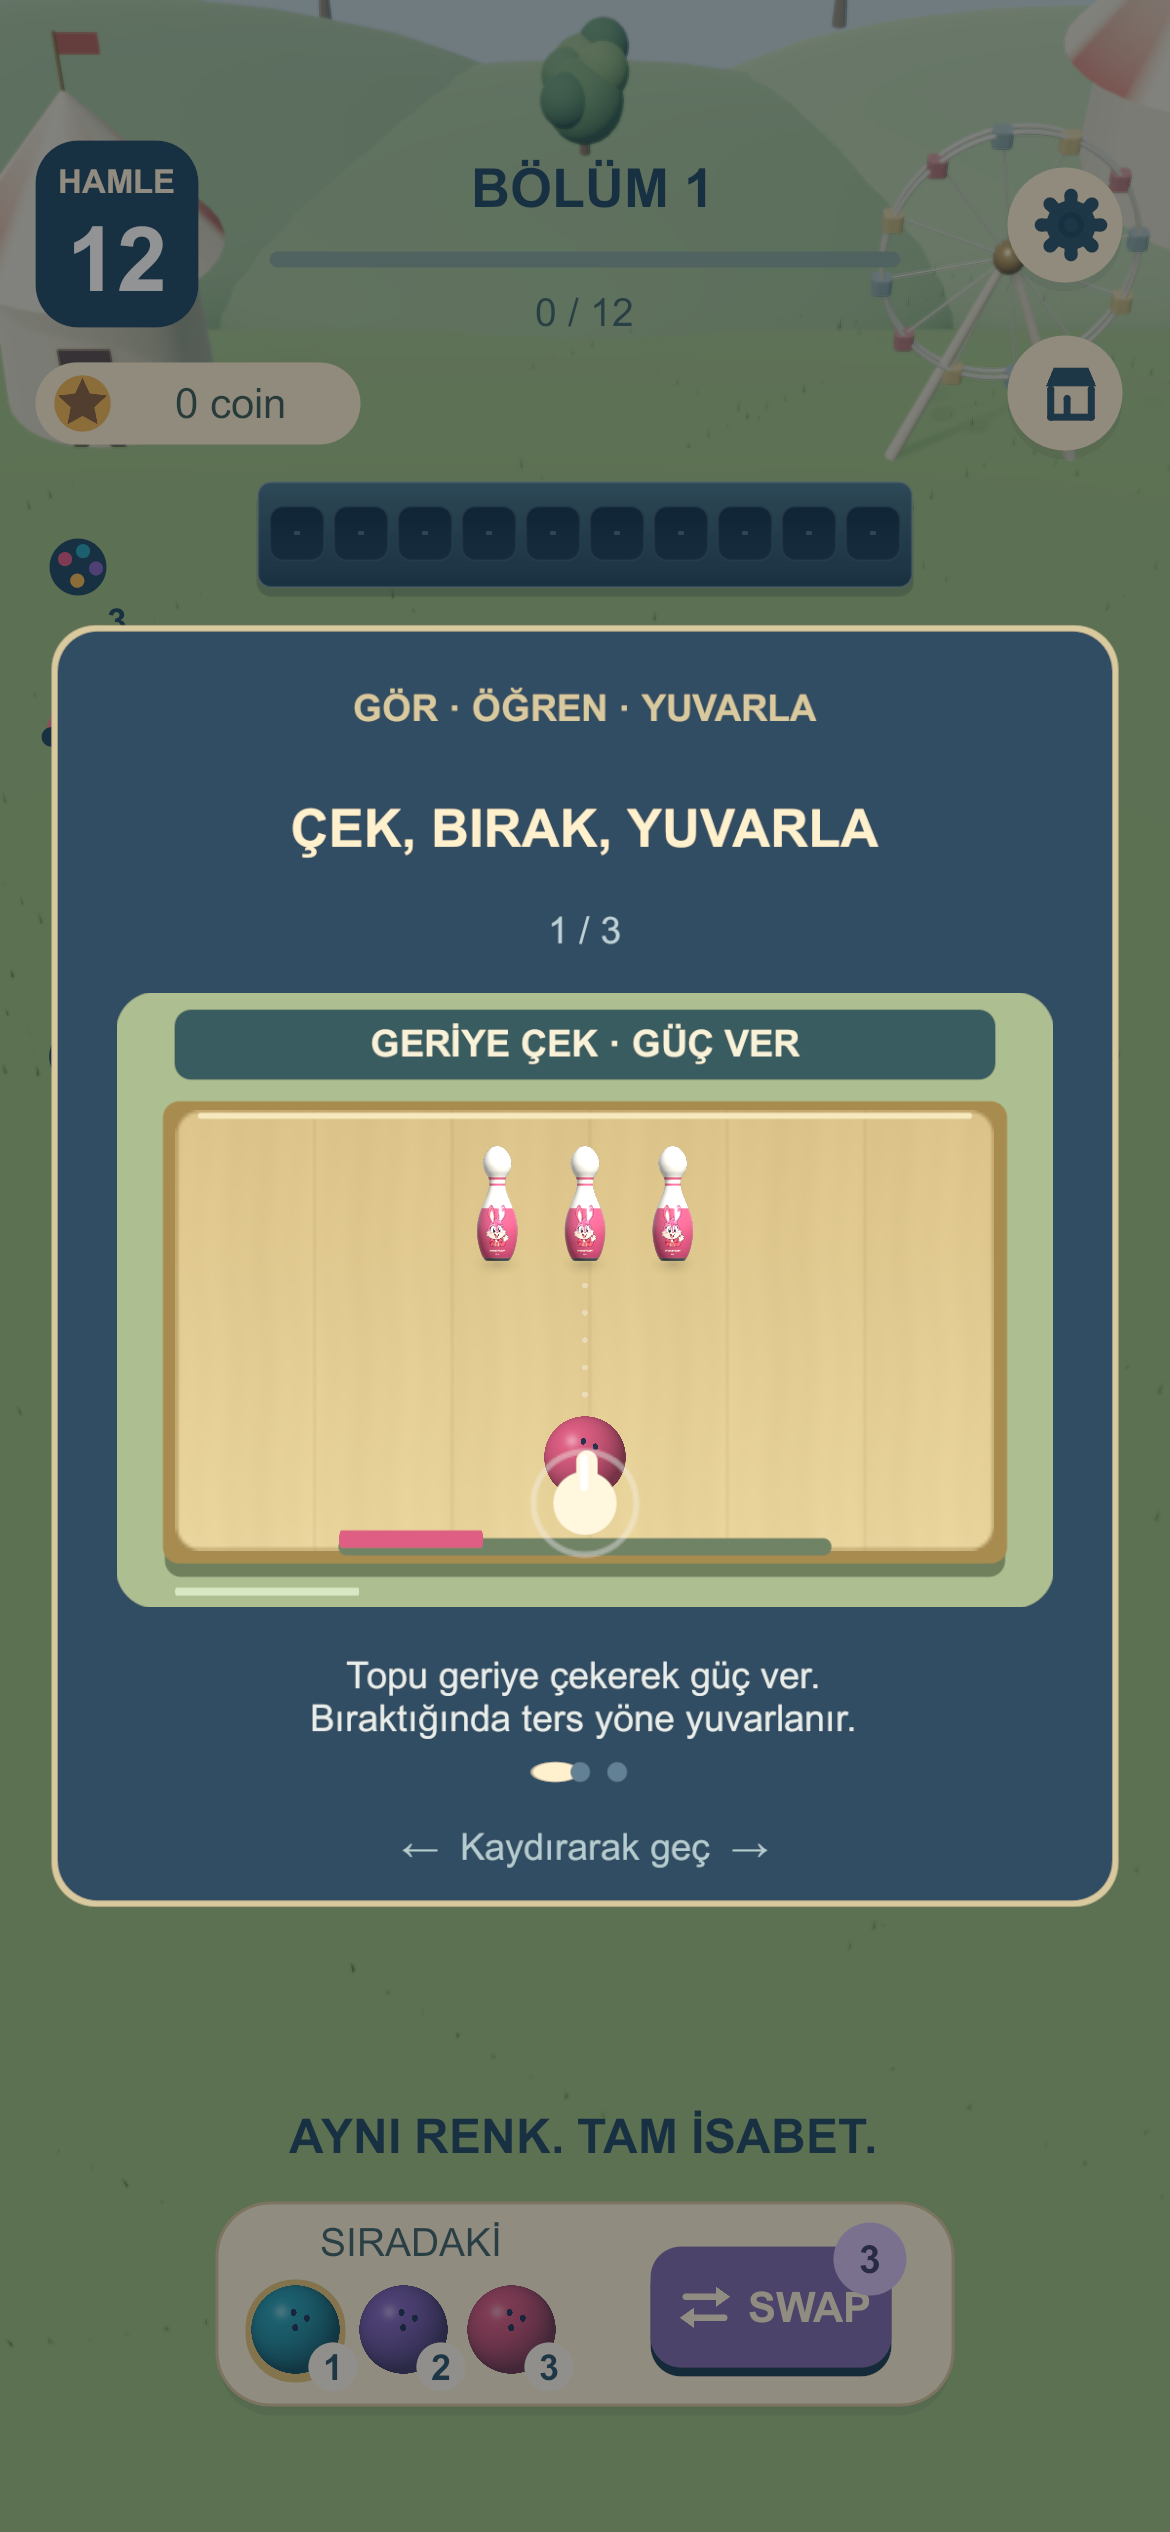 HAMLE
12
BÖLÜM 1
0 / 12
0 coin
3
GÖR · ÖĞREN · YUVARLA
ÇEK, BIRAK, YUVARLA
1 / 3
GERİYE ÇEK · GÜÇ VER
Topu geriye çekerek güç ver.
Bıraktığında ters yöne yuvarlanır.
← Kaydırarak geç →
AYNI RENK. TAM İSABET.
SIRADAKİ
1
2
3
SWAP
3